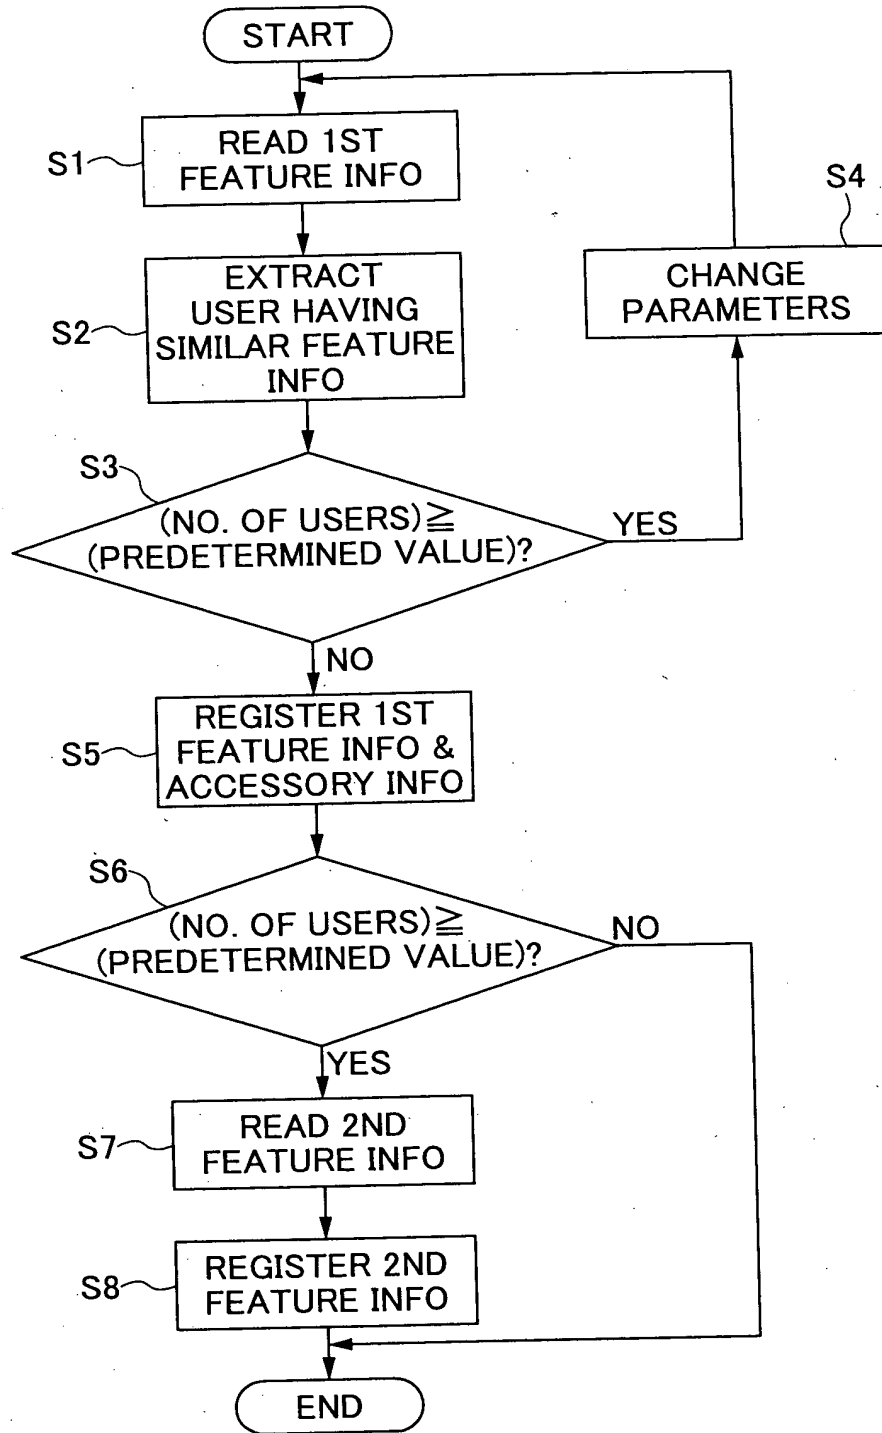 START
S1
READ 1ST
FEATURE INFO
S4
CHANGE
PARAMETERS
S2
EXTRACT
USER HAVING
SIMILAR FEATURE
INFO
S3
(NO. OF USERS)≧
(PREDETERMINED VALUE)?
YES
NO
S5
REGISTER 1ST
FEATURE INFO &
ACCESSORY INFO
S6
(NO. OF USERS)≧
(PREDETERMINED VALUE)?
NO
YES
S7
READ 2ND
FEATURE INFO
S8
REGISTER 2ND
FEATURE INFO
END